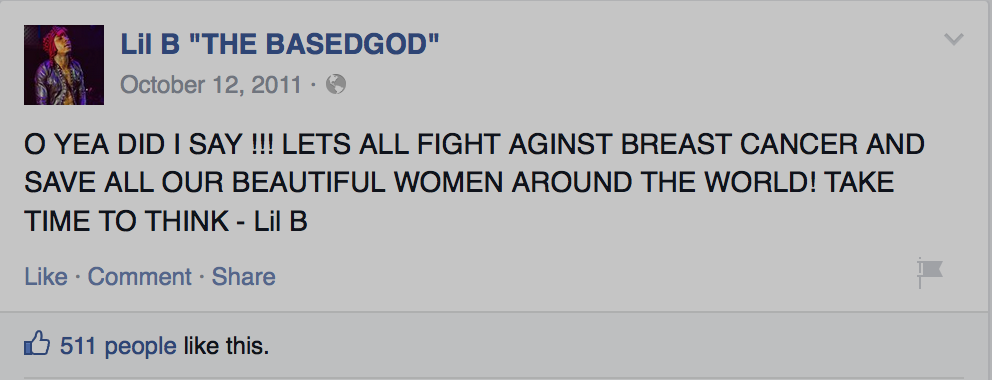 Lil B "THE BASEDGOD"
October 12, 2011 ·
O YEA DID I SAY !!! LETS ALL FIGHT AGINST BREAST CANCER AND
SAVE ALL OUR BEAUTIFUL WOMEN AROUND THE WORLD! TAKE
TIME TO THINK - Lil B
Like · Comment · Share
511 people like this.